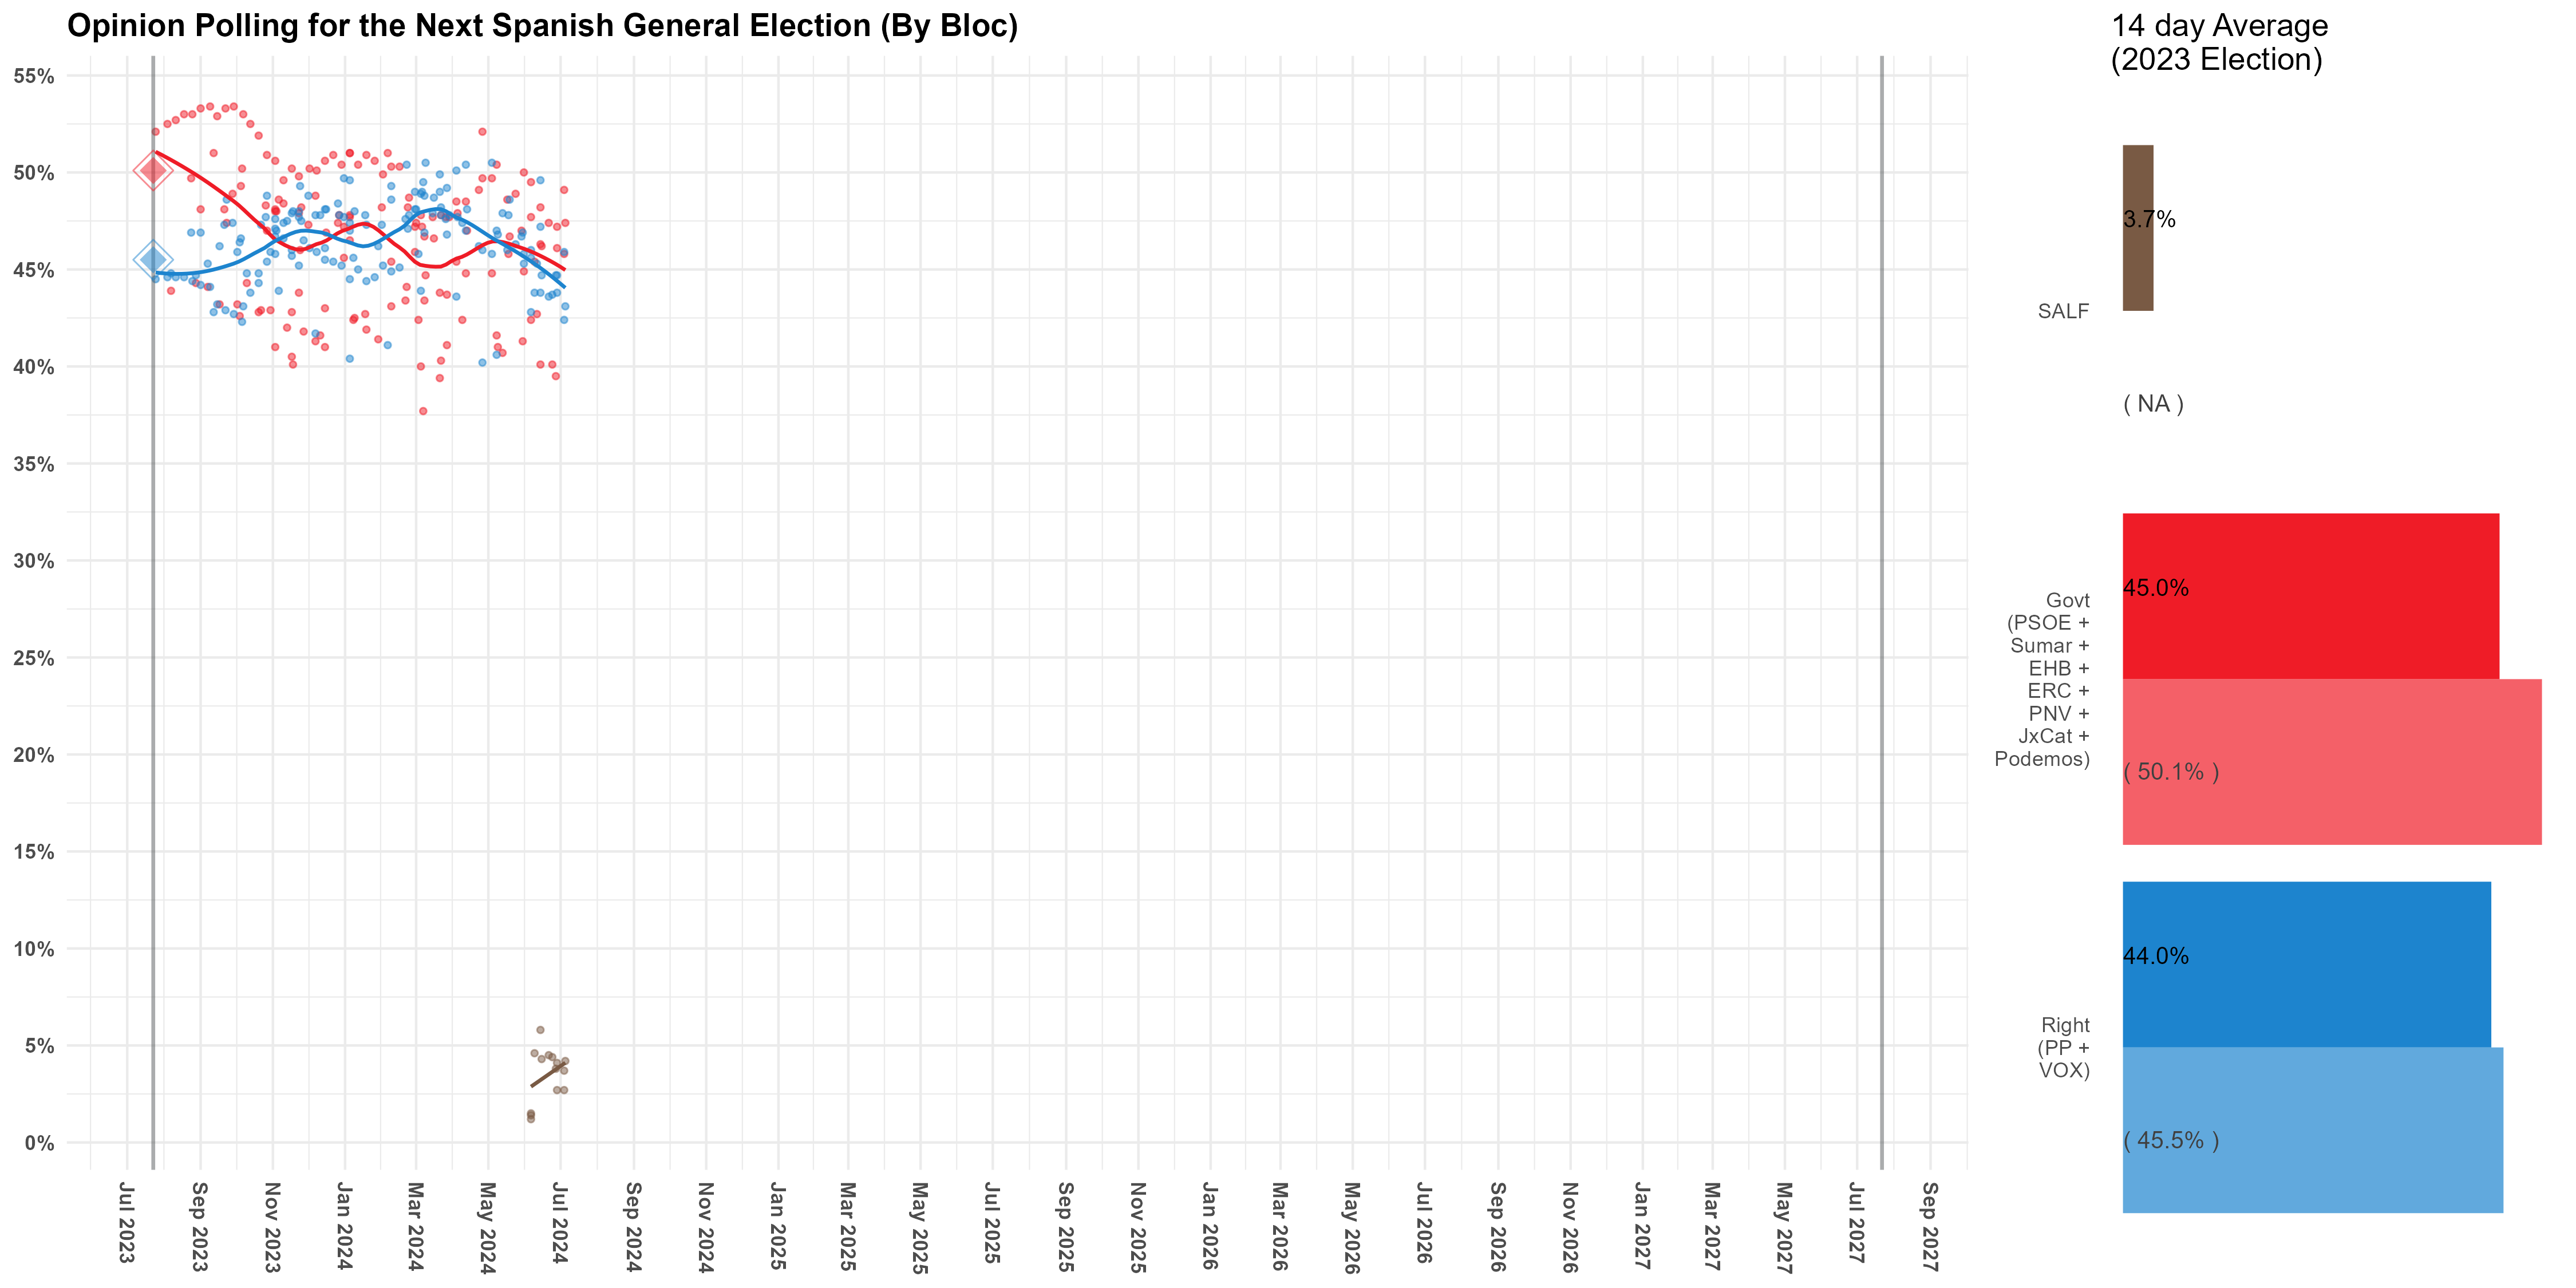 Opinion Polling for the Next Spanish General Election (By Bloc)
55%
50%
45%
40%
35%
30%
25%
20%
15%
10%
5%
0%
Jul 2023
Sep 2023
Nov 2023
Jan 2024
Mar 2024
May 2024
Jul 2024
Sep 2024
Nov 2024
Jan 2025
Mar 2025
May 2025
Jul 2025
Sep 2025
Nov 2025
Jan 2026
Mar 2026
May 2026
Jul 2026
Sep 2026
Nov 2026
Jan 2027
Mar 2027
May 2027
Jul 2027
Sep 2027
14 day Average
(2023 Election)
3.7%
SALF
( NA )
45.0%
Govt
(PSOE +
Sumar +
EHB +
ERC +
PNV +
JxCat +
Podemos)
( 50.1% )
44.0%
Right
(PP +
VOX)
( 45.5% )